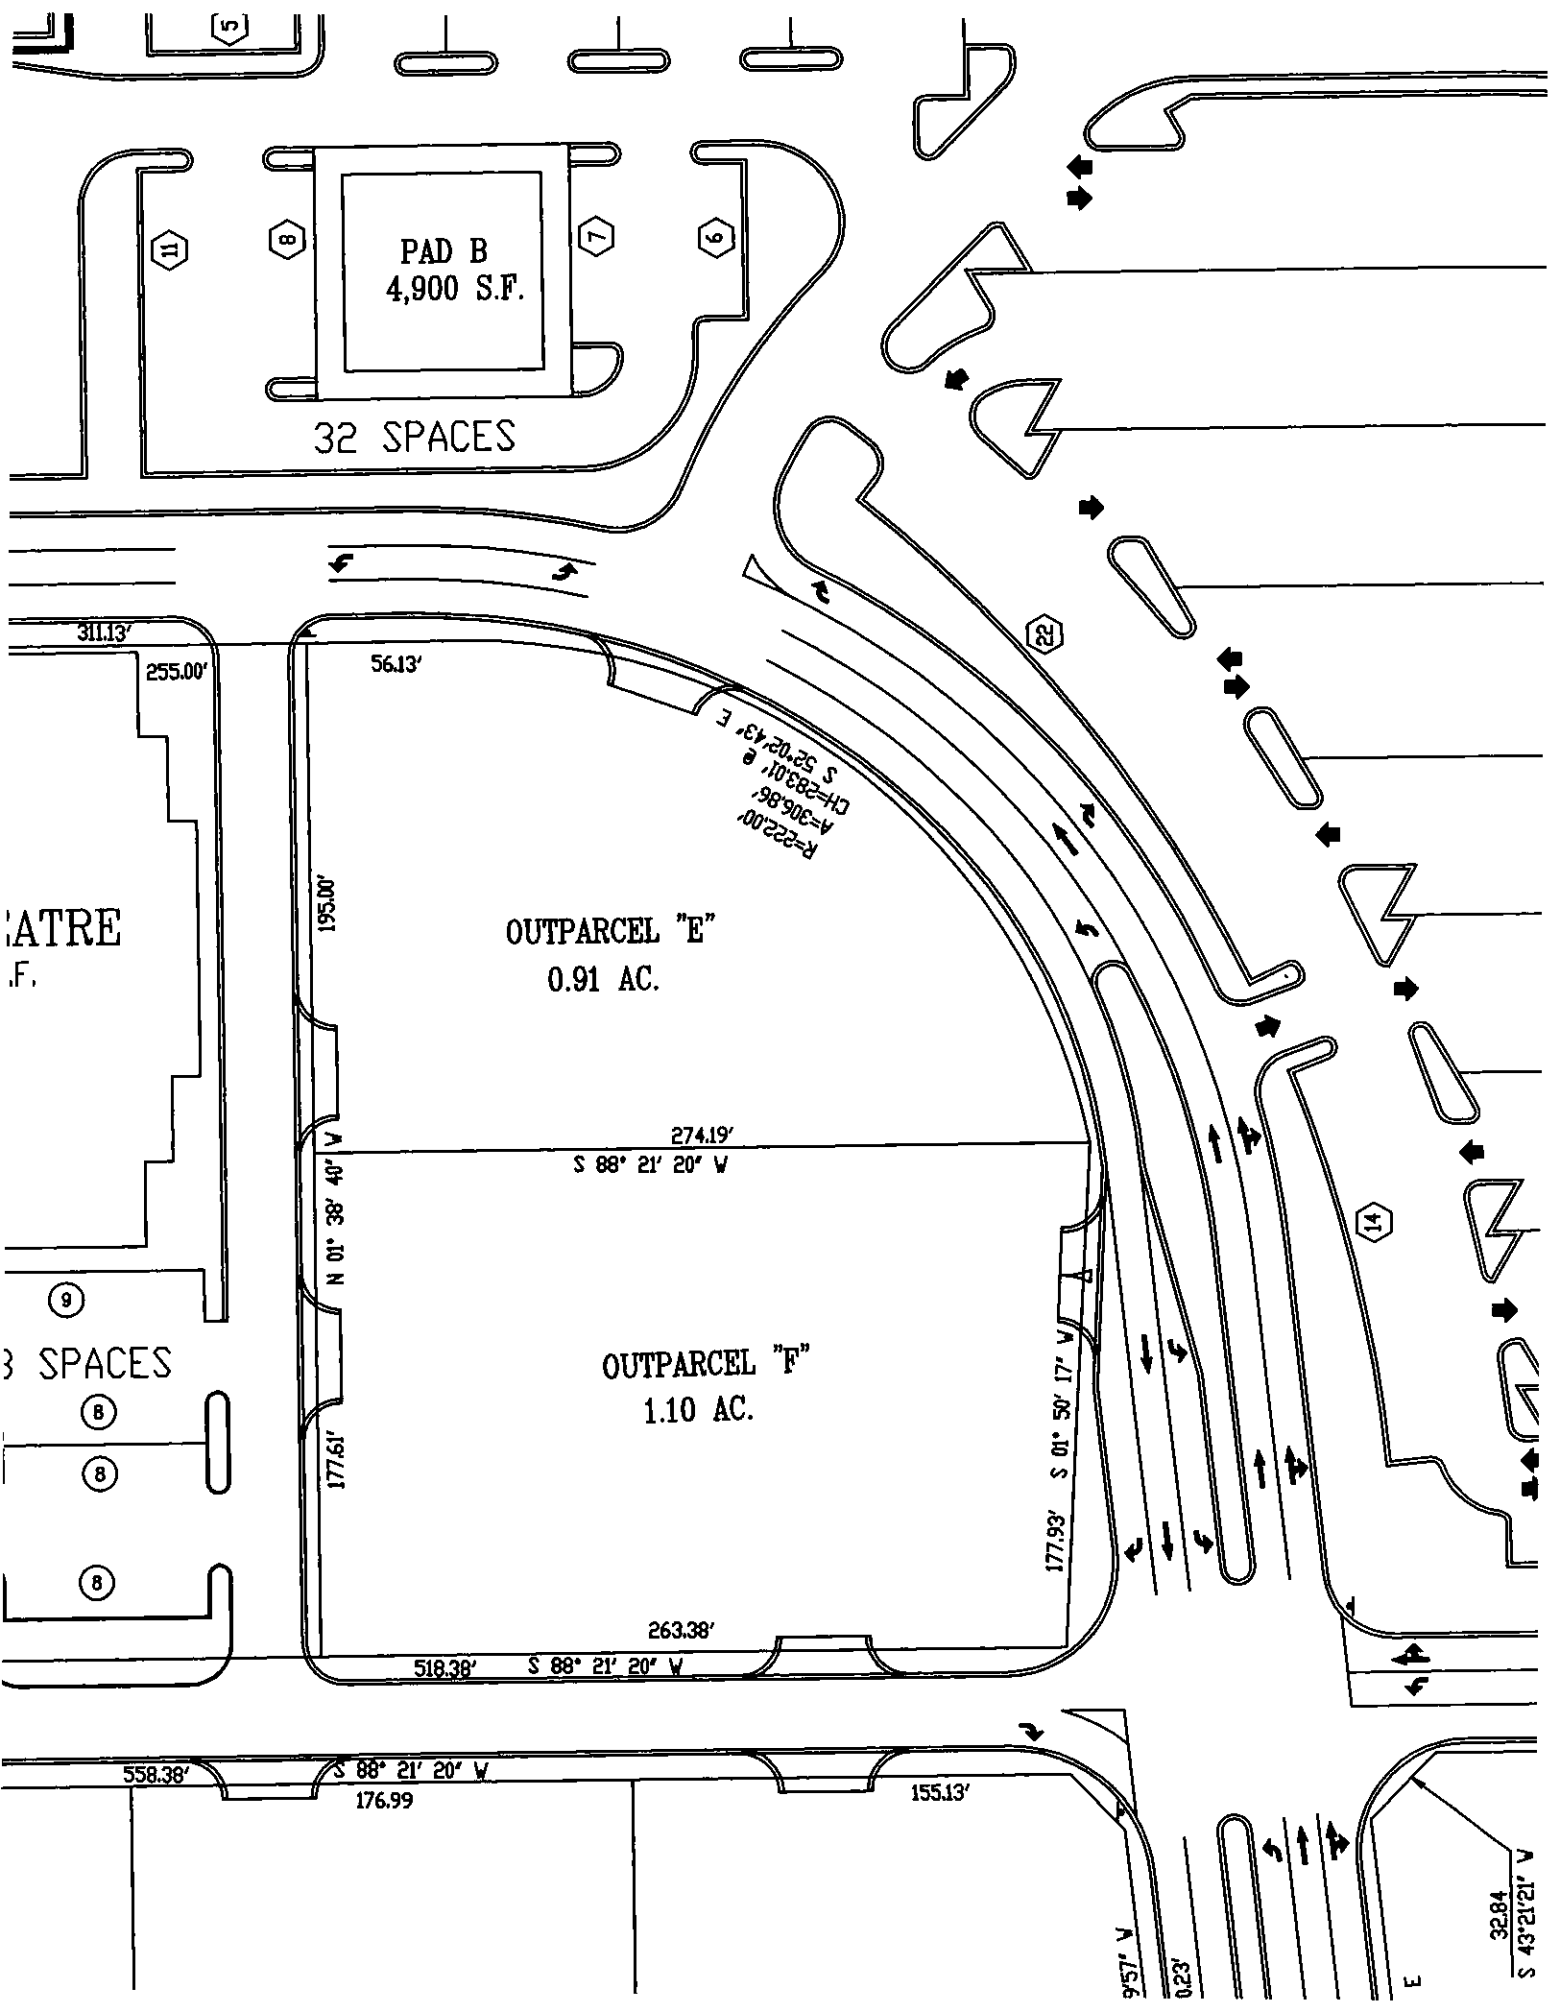 5
11
8
PAD B
4,900 S.F.
7
6
32 SPACES
311.13'
255.00'
56.13'
22
S 52°02'43" E
CH=283.01' @
A=306.86'
R=222.00'
195.00'
ATRE
.F.
OUTPARCEL "E"
0.91 AC.
274.19'
S 88° 21' 20" W
N 01° 38' 40" W
14
9
SPACES
8
8
8
OUTPARCEL "F"
1.10 AC.
177.61'
S 01° 50' 17" W
177.93'
263.38'
518.38'
S 88° 21' 20" W
558.38'
S 88° 21' 20" W
176.99
155.13'
9'57" W
0.23'
E
32.84
S 43°21'21" W